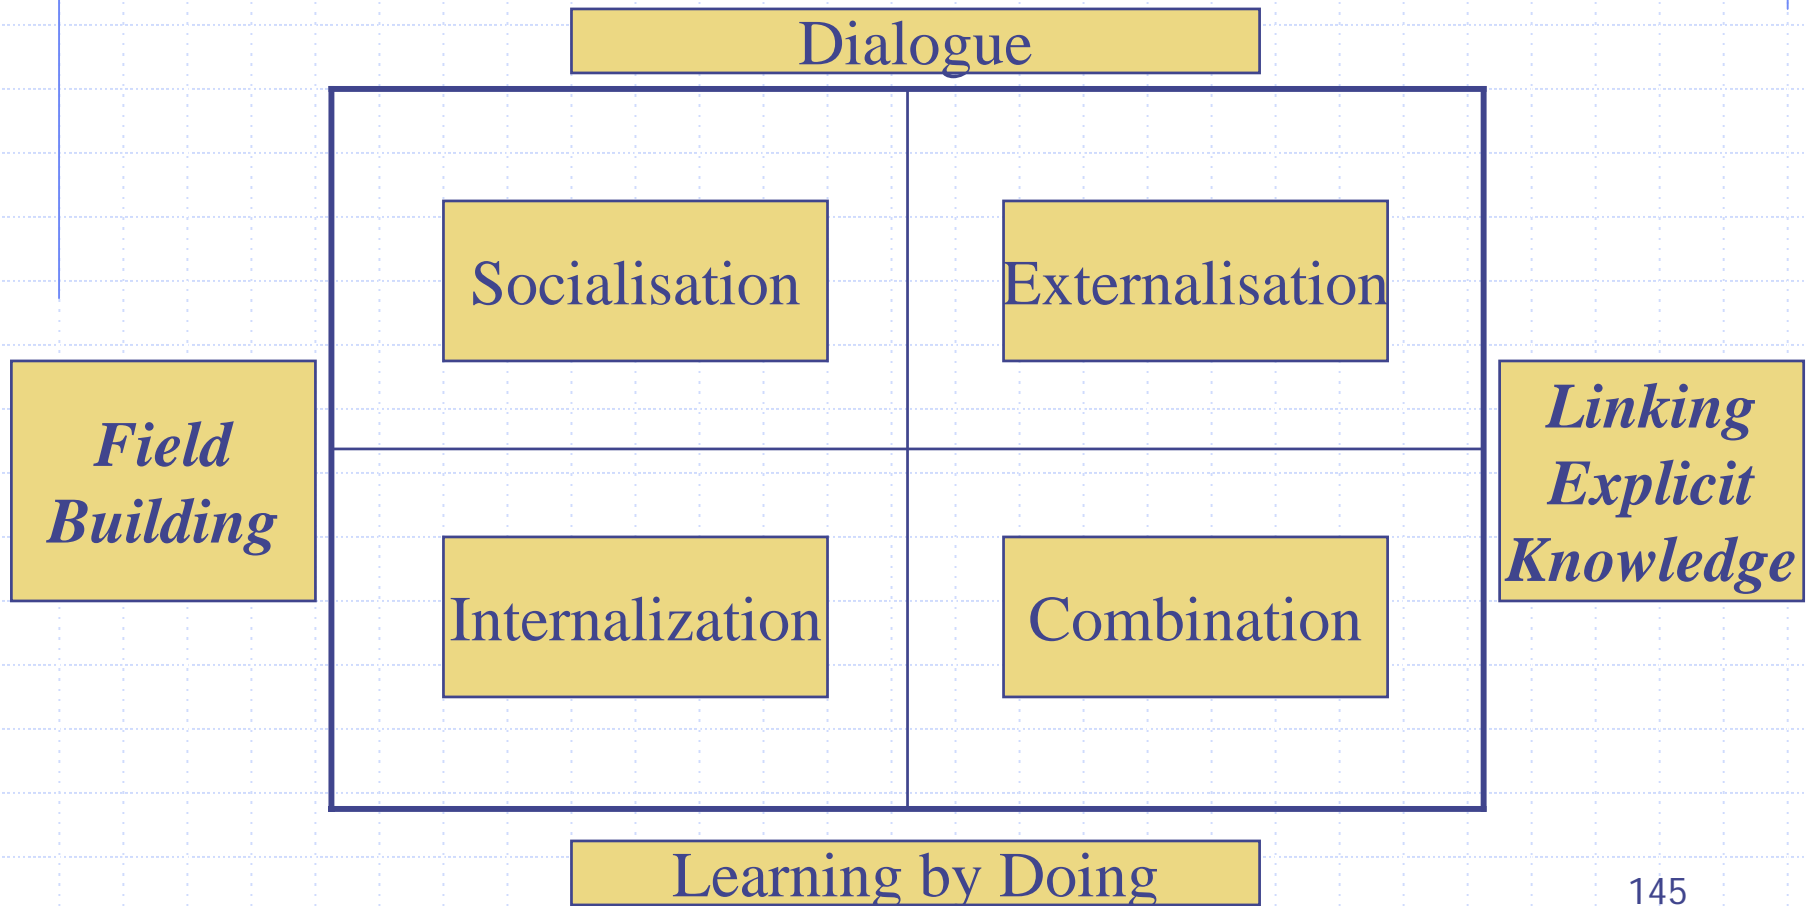 Dialogue
Socialisation
Externalisation
Field
Building
Linking
Explicit
Knowledge
Internalization
Combination
Learning by Doing
145